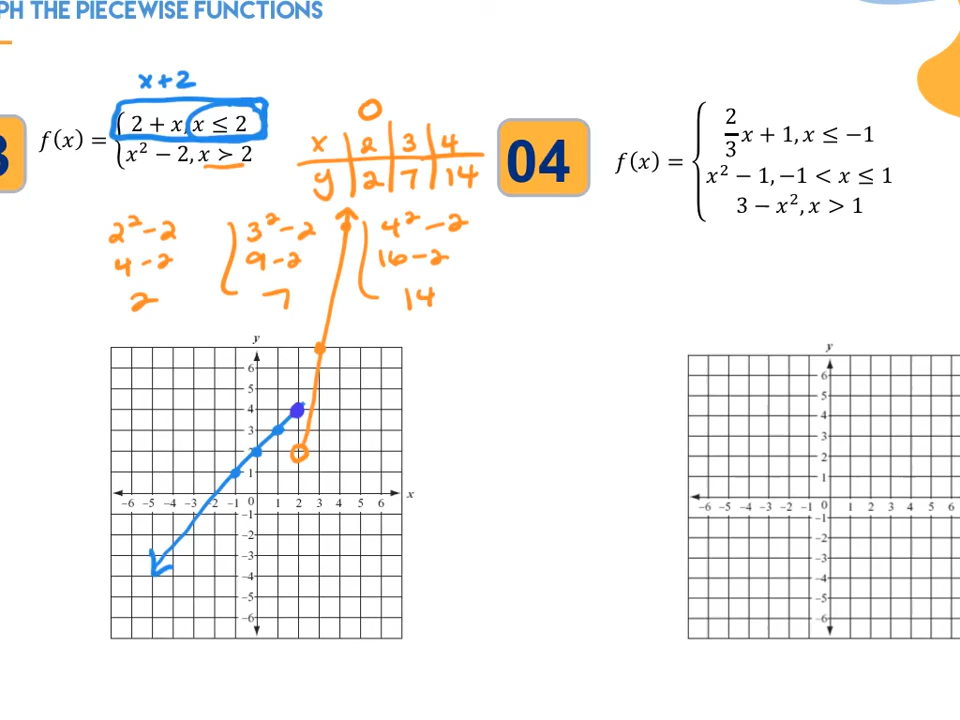 PH THE PIECEWISE FUNCTIONS
x+2
3
f(x) = { 2 + x, x ≤ 2
x² − 2, x > 2
O
x | 2 | 3 | 4
y | 2 | 7 | 14
2² - 2
4 - 2
2
3² - 2
9 - 2
7
4² - 2
16 - 2
14
04
f(x) = { 2/3 x + 1, x ≤ −1
x² − 1, −1 < x ≤ 1
3 − x², x > 1
y
6
5
4
3
2
1
-6 -5 -4 -3 -2 -1 0 1 2 3 4 5 6 x
-1
-2
-3
-4
-5
-6
y
6
5
4
3
2
1
-6 -5 -4 -3 -2 -1 0 1 2 3 4 5 6
-1
-2
-3
-4
-5
-6